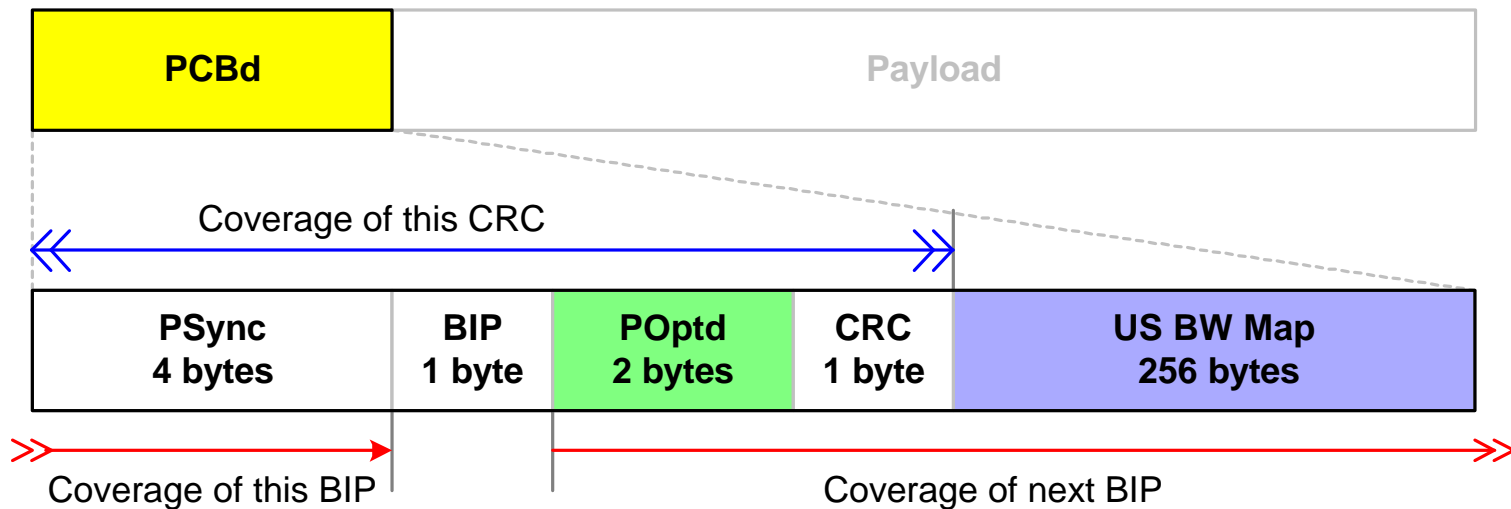 PCBd
Payload
Coverage of this CRC
PSync
4 bytes
BIP
1 byte
POptd
2 bytes
CRC
1 byte
US BW Map
256 bytes
Coverage of this BIP
Coverage of next BIP